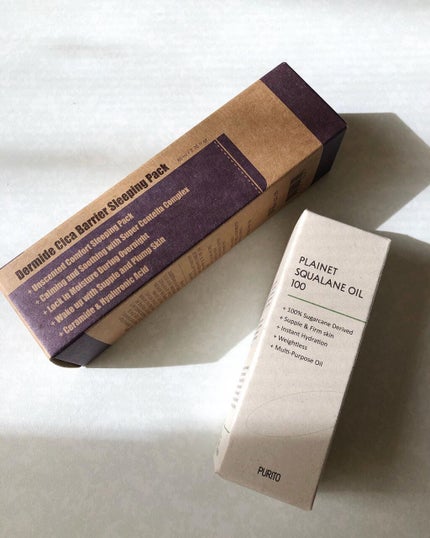 Dermide Cica Barrier Sleeping Pack
+ Unscented Comfort Sleeping Pack
+ Calming and Soothing with Super Centella Complex
+ Lock in Moisture During Overnight
+ Wake up with Supple and Plump Skin
+ Ceramide & Hyaluronic Acid
PLAINET
SQUALANE OIL
100
+ 100% Sugarcane Derived
+ Supple & Firm skin
+ Instant Hydration
+ Weightless
+ Multi-Purpose Oil
PURITO